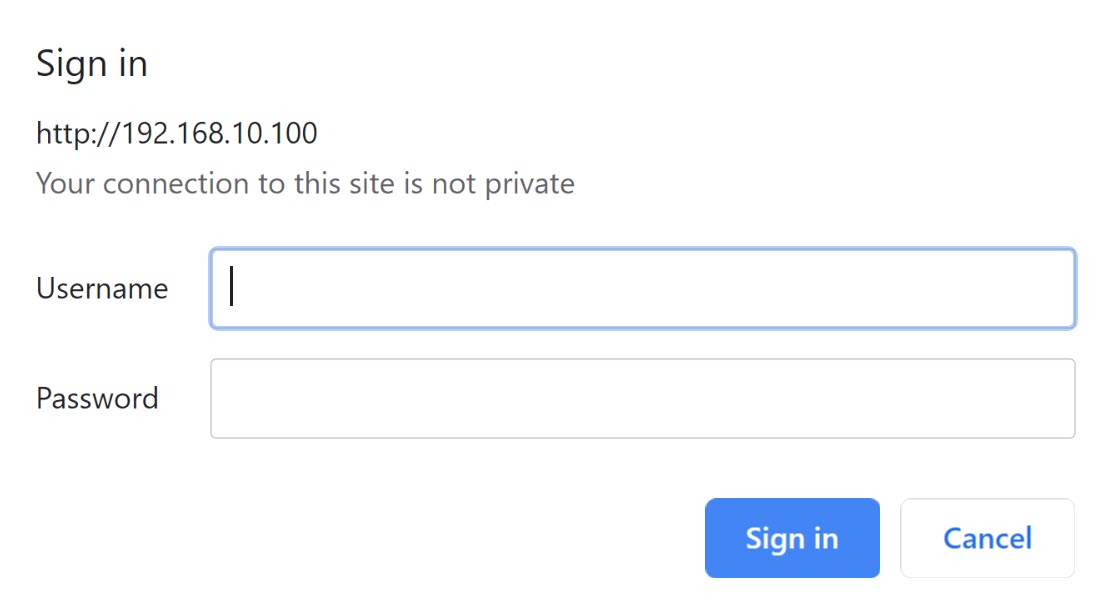 Sign in
http://192.168.10.100
Your connection to this site is not private
Username
Password
Sign in
Cancel